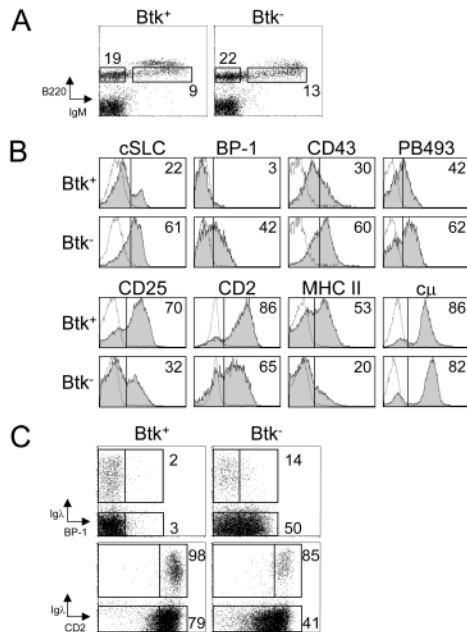 A
Btk+ Btk-
19 22
B220
9 13
IgM
B
cSLC BP-1 CD43 PB493
Btk+ 22 3 30 42
Btk- 61 42 60 62
CD25 CD2 MHC II cμ
Btk+ 70 86 53 86
Btk- 32 65 20 82
C
Btk+ Btk-
2 14
Igλ
BP-1 3 50
98 85
Igλ
CD2 79 41